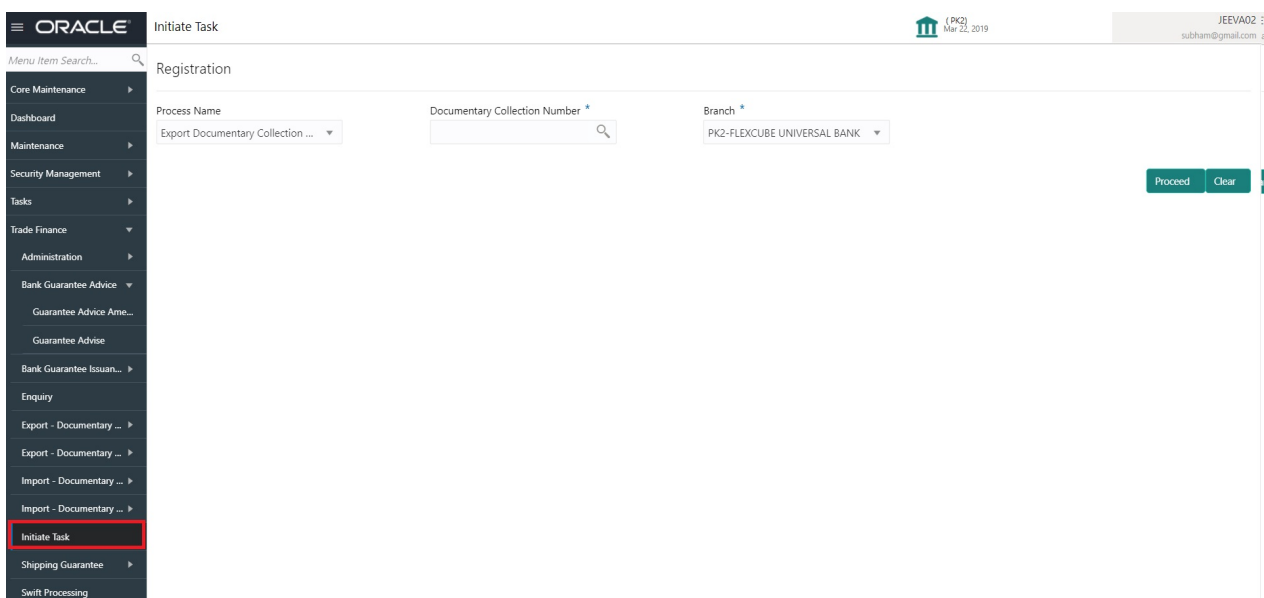 ORACLE®
Initiate Task
( PK2)
Mar 22, 2019
JEEVA02
subham@gmail.com
Menu Item Search...
Core Maintenance
Dashboard
Maintenance
Security Management
Tasks
Trade Finance
Administration
Bank Guarantee Advice
Guarantee Advice Ame...
Guarantee Advise
Bank Guarantee Issuan...
Enquiry
Export - Documentary ...
Export - Documentary ...
Import - Documentary ...
Import - Documentary ...
Initiate Task
Shipping Guarantee
Swift Processing
Registration
Process Name
Documentary Collection Number *
Branch *
Export Documentary Collection ...
PK2-FLEXCUBE UNIVERSAL BANK
Proceed
Clear